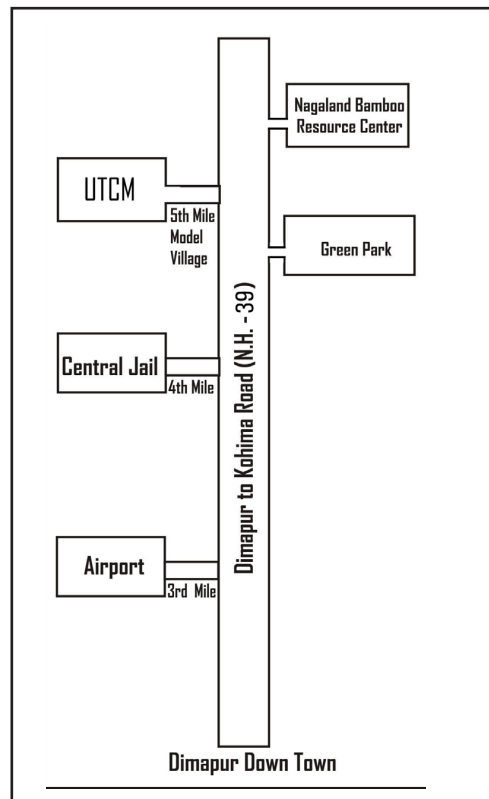 Nagaland Bamboo
Resource Center
UTCM
5th Mile
Model
Village
Green Park
Dimapur to Kohima Road (N.H. - 39)
Central Jail
4th Mile
Airport
3rd Mile
Dimapur Down Town